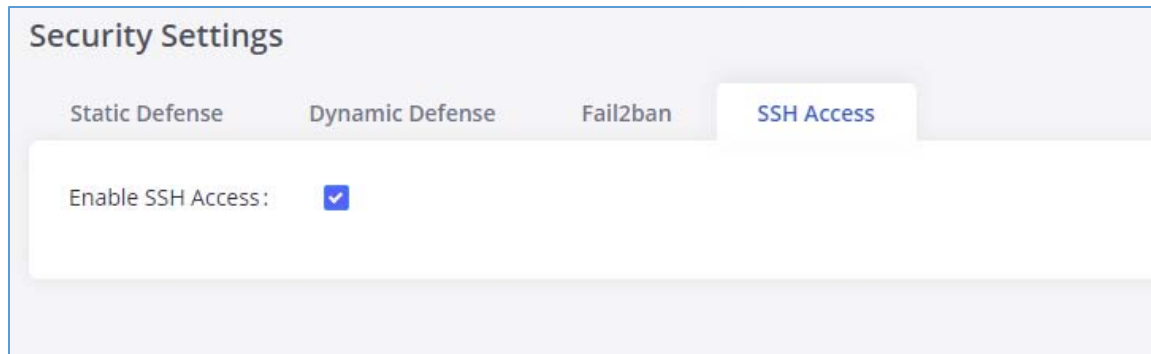 Security Settings
Static Defense Dynamic Defense Fail2ban SSH Access
Enable SSH Access: